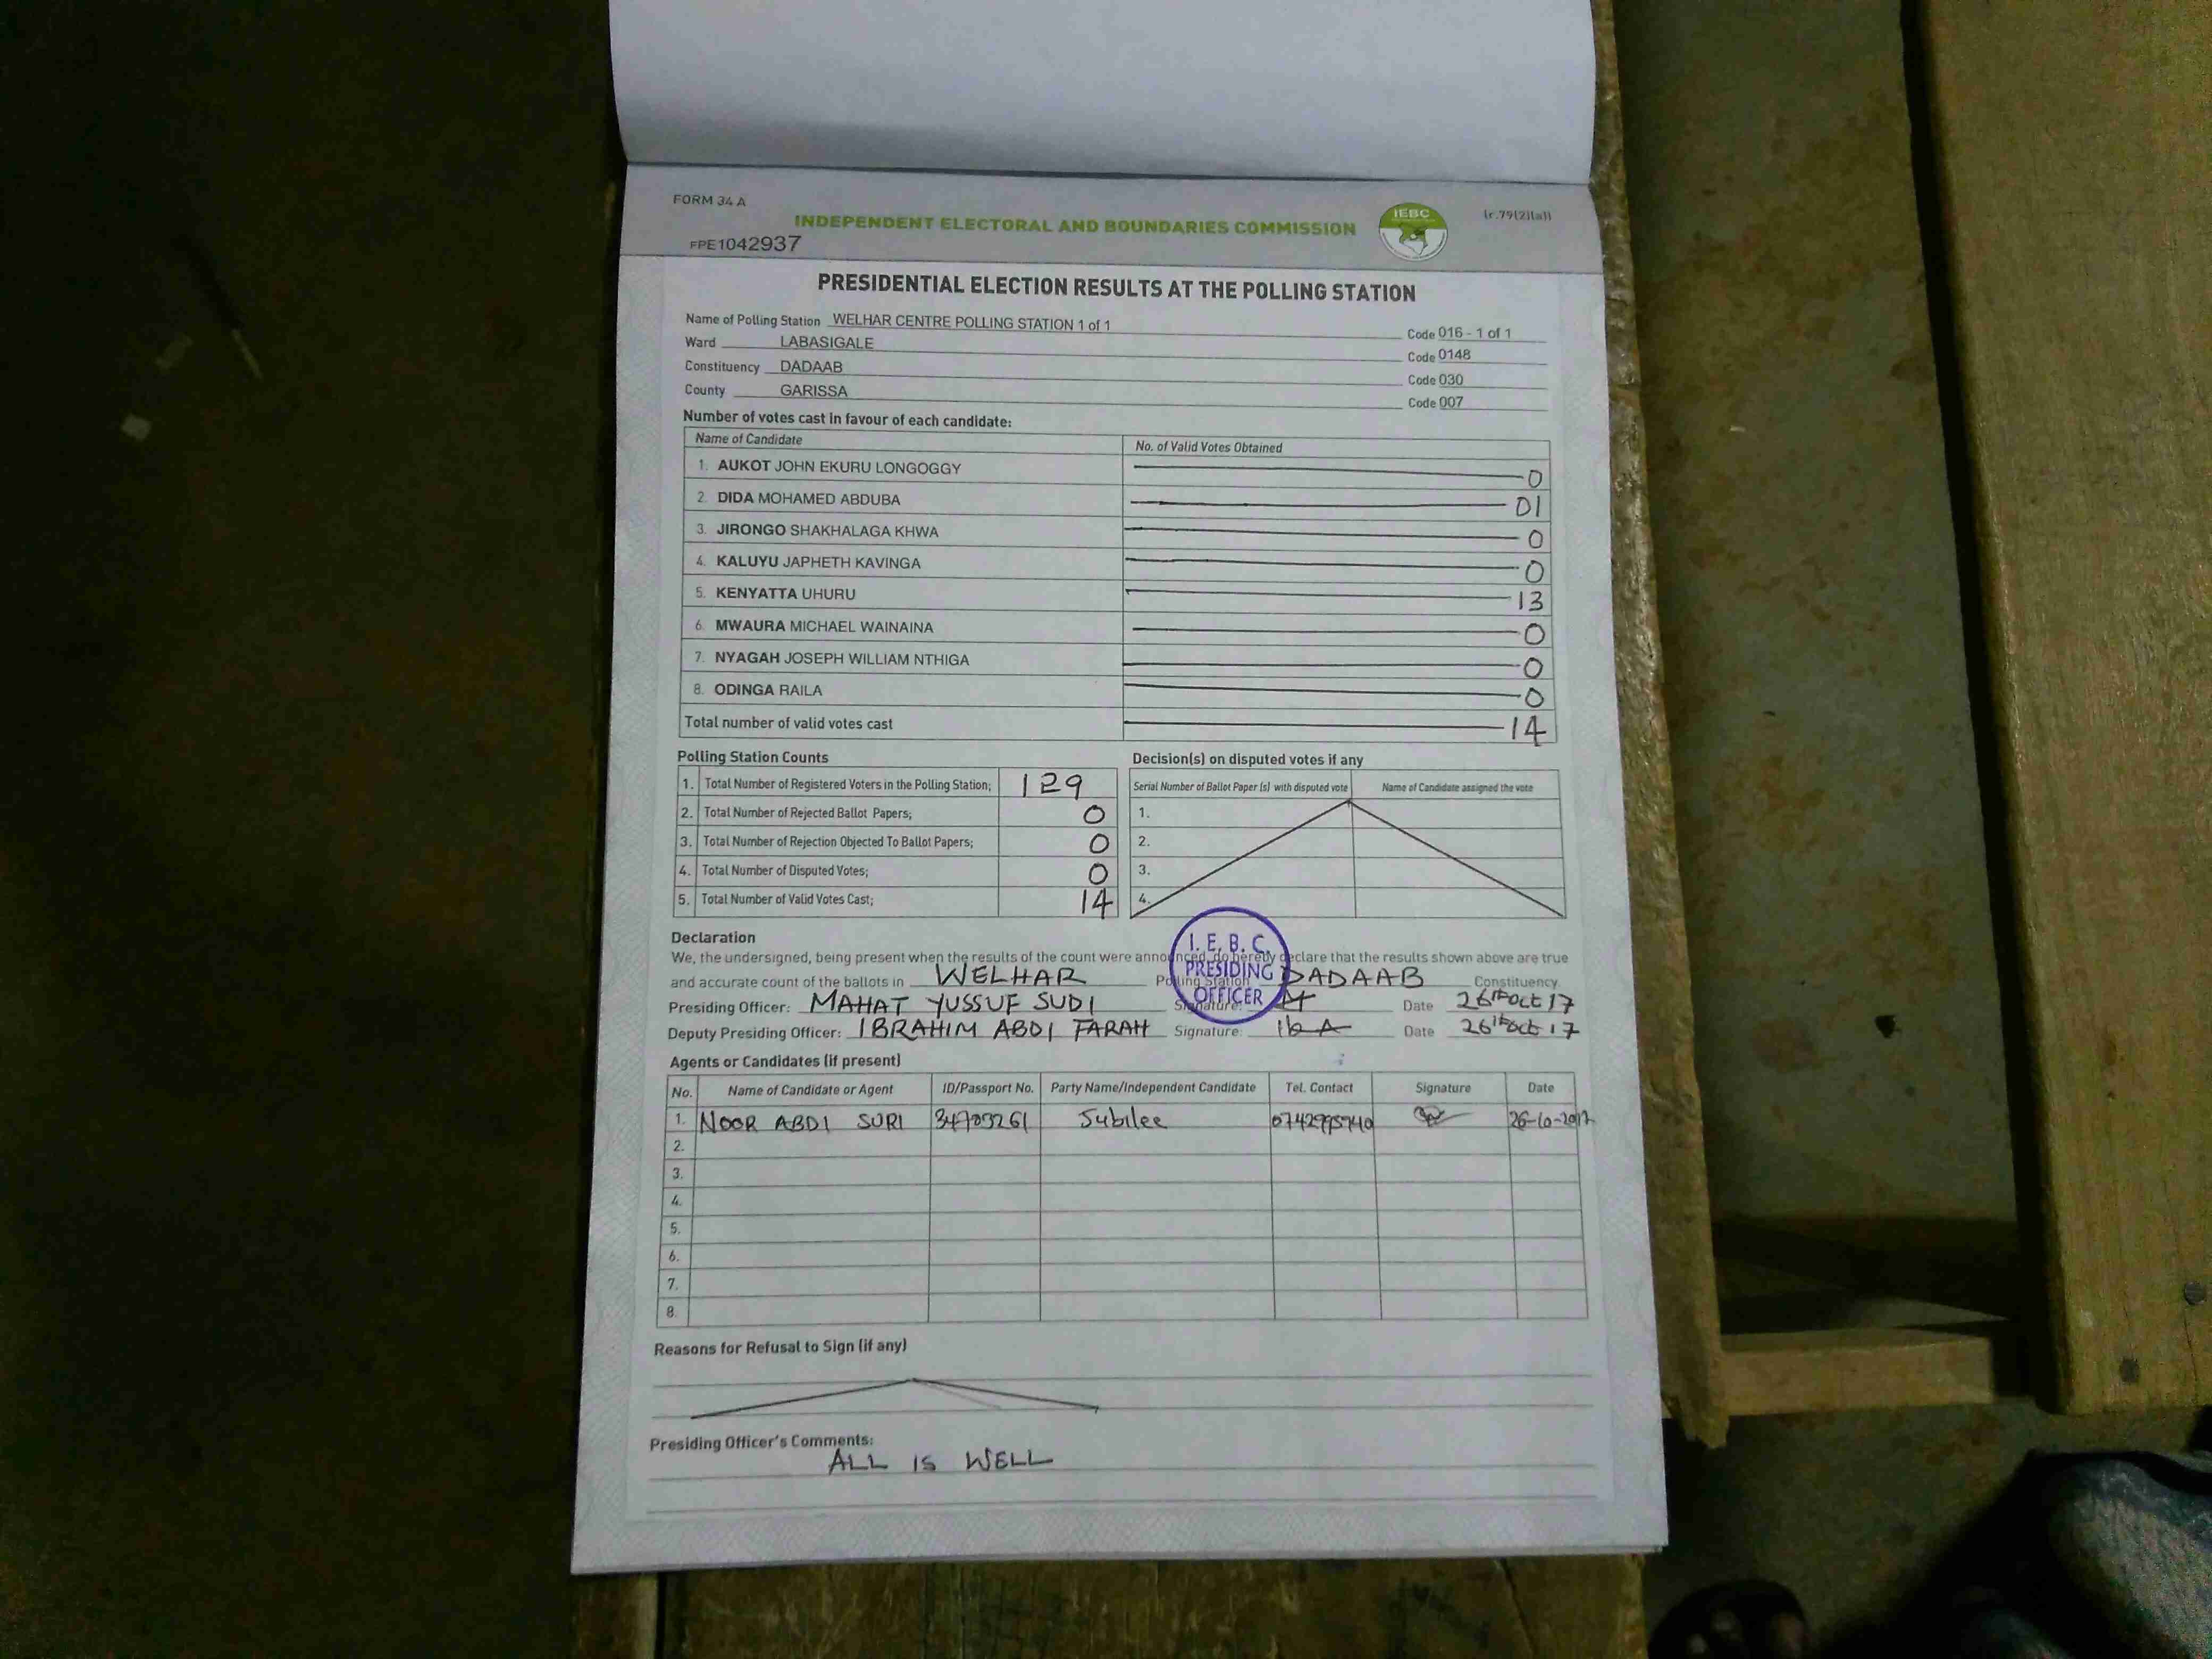 FORM 34 A
INDEPENDENT ELECTORAL AND BOUNDARIES COMMISSION
IEBC
(r.79(2)(a))
FPE1042937
PRESIDENTIAL ELECTION RESULTS AT THE POLLING STATION
Name of Polling Station WELHAR CENTRE POLLING STATION 1 of 1 Code 016 - 1 of 1
Ward LABASIGALE Code 0148
Constituency DADAAB Code 030
County GARISSA Code 007
Number of votes cast in favour of each candidate:
Name of Candidate No. of Valid Votes Obtained
1. AUKOT JOHN EKURU LONGOGGY 0
2. DIDA MOHAMED ABDUBA 01
3. JIRONGO SHAKHALAGA KHWA 0
4. KALUYU JAPHETH KAVINGA 0
5. KENYATTA UHURU 13
6. MWAURA MICHAEL WAINAINA 0
7. NYAGAH JOSEPH WILLIAM NTHIGA 0
8. ODINGA RAILA 0
Total number of valid votes cast 14
Polling Station Counts
1. Total Number of Registered Voters in the Polling Station; 129
2. Total Number of Rejected Ballot Papers; 0
3. Total Number of Rejection Objected To Ballot Papers; 0
4. Total Number of Disputed Votes; 0
5. Total Number of Valid Votes Cast; 14
Decision(s) on disputed votes if any
Serial Number of Ballot Paper (s) with disputed vote Name of Candidate assigned the vote
1.
2.
3.
4.
Declaration
We, the undersigned, being present when the results of the count were announced, do hereby declare that the results shown above are true
and accurate count of the ballots in WELHAR Polling Station DADAAB Constituency
I. E. B. C.
PRESIDING
OFFICER
Presiding Officer: MAHAT YUSSUF SUDI Signature: Date 26th Oct 17
Deputy Presiding Officer: IBRAHIM ABDI FARAH Signature: Date 26th Oct 17
Agents or Candidates (if present)
No. Name of Candidate or Agent ID/Passport No. Party Name/Independent Candidate Tel. Contact Signature Date
1. NOOR ABDI SURI Jubilee 26-10-2017
2.
3.
4.
5.
6.
7.
8.
Reasons for Refusal to Sign (if any)
Presiding Officer's Comments:
ALL IS WELL